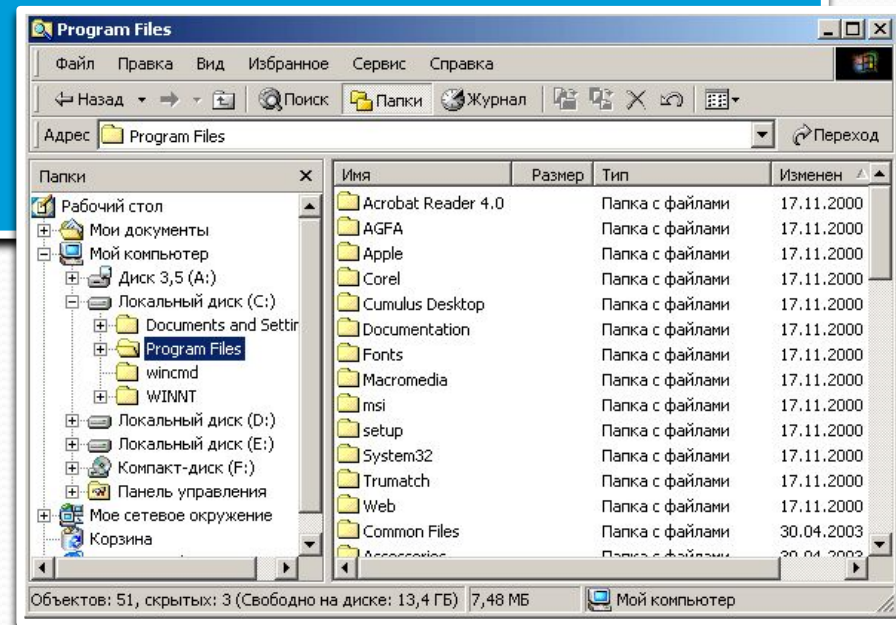 Program Files
Файл Правка Вид Избранное Сервис Справка
Назад Поиск Папки Журнал
Адрес Program Files Переход
Папки
Рабочий стол
Мои документы
Мой компьютер
Диск 3,5 (A:)
Локальный диск (C:)
Documents and Settir
Program Files
wincmd
WINNT
Локальный диск (D:)
Локальный диск (E:)
Компакт-диск (F:)
Панель управления
Мое сетевое окружение
Корзина
Имя Размер Тип Изменен
Acrobat Reader 4.0 Папка с файлами 17.11.2000
AGFA Папка с файлами 17.11.2000
Apple Папка с файлами 17.11.2000
Corel Папка с файлами 17.11.2000
Cumulus Desktop Папка с файлами 17.11.2000
Documentation Папка с файлами 17.11.2000
Fonts Папка с файлами 17.11.2000
Macromedia Папка с файлами 17.11.2000
msi Папка с файлами 17.11.2000
setup Папка с файлами 17.11.2000
System32 Папка с файлами 17.11.2000
Trumatch Папка с файлами 17.11.2000
Web Папка с файлами 17.11.2000
Common Files Папка с файлами 30.04.2003
Accessories Папка с файлами 30.04.2003
Объектов: 51, скрытых: 3 (Свободно на диске: 13,4 ГБ) 7,48 МБ Мой компьютер